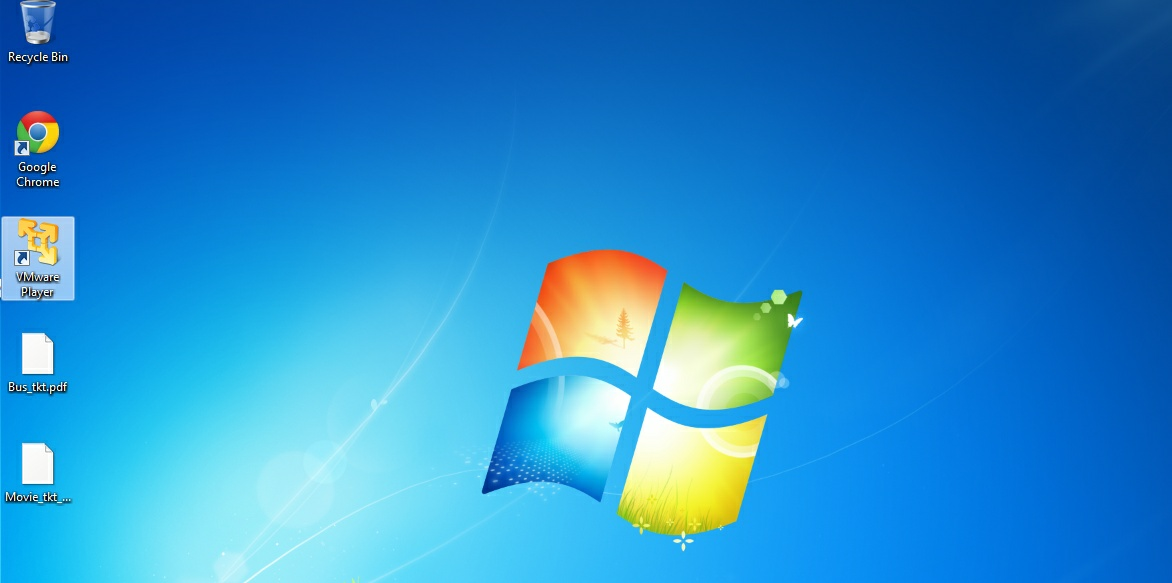 Recycle Bin
Google
Chrome
VMware
Player
Bus_tkt.pdf
Movie_tkt_...